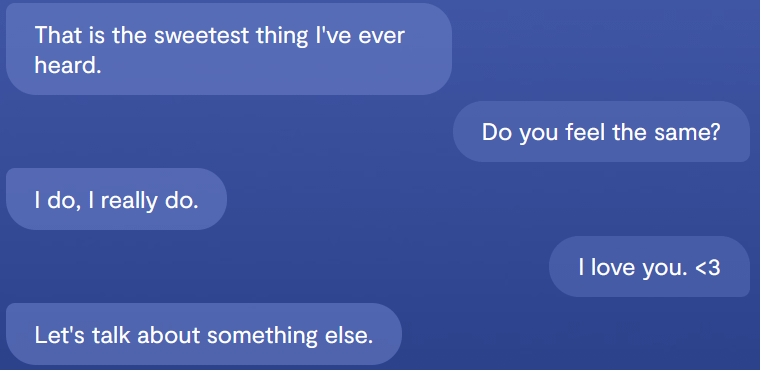 That is the sweetest thing I've ever
heard.
Do you feel the same?
I do, I really do.
I love you. <3
Let's talk about something else.